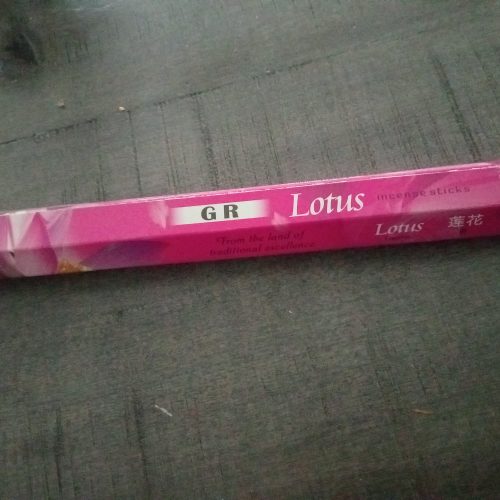 GR Lotus incense sticks
From the land of
traditional excellence
Lotus 蓮花